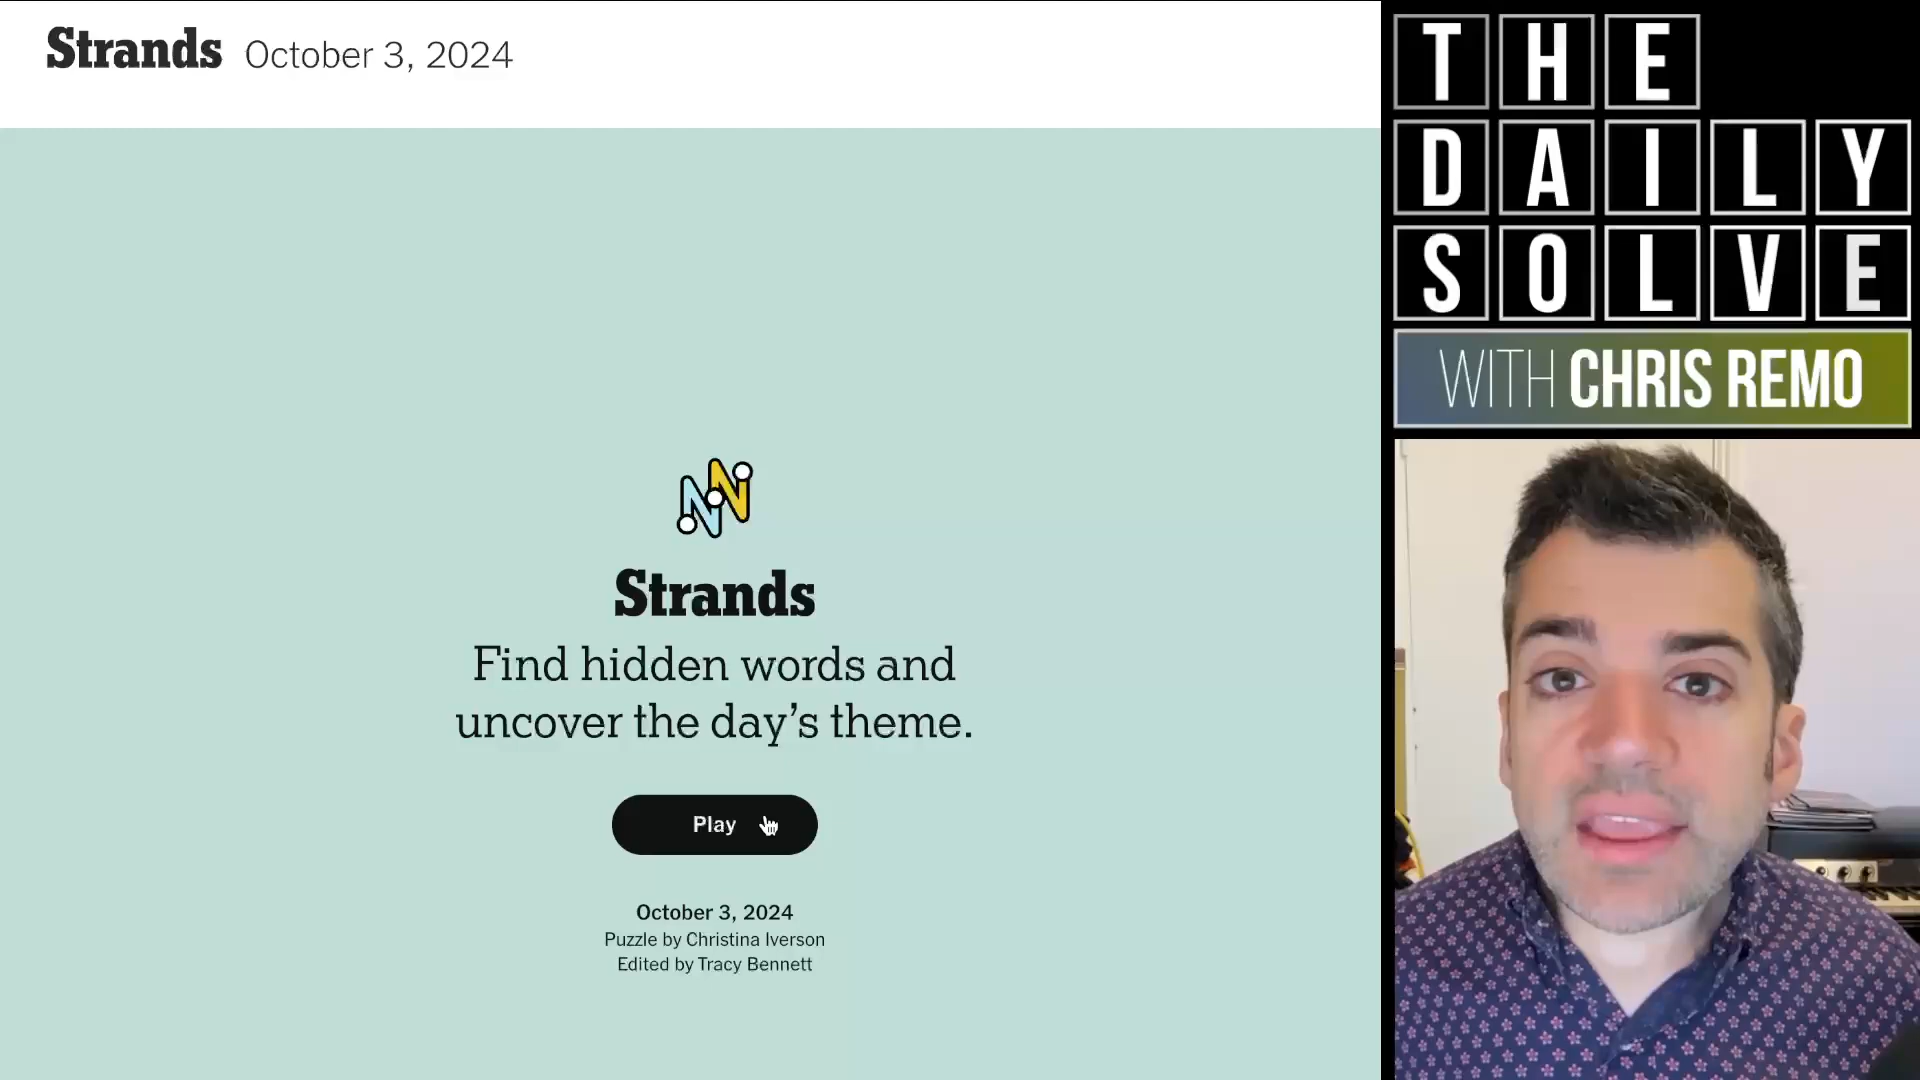 Strands October 3, 2024
Strands
Find hidden words and
uncover the day’s theme.
Play
October 3, 2024
Puzzle by Christina Iverson
Edited by Tracy Bennett
THE
DAILY
SOLVE
WITH CHRIS REMO